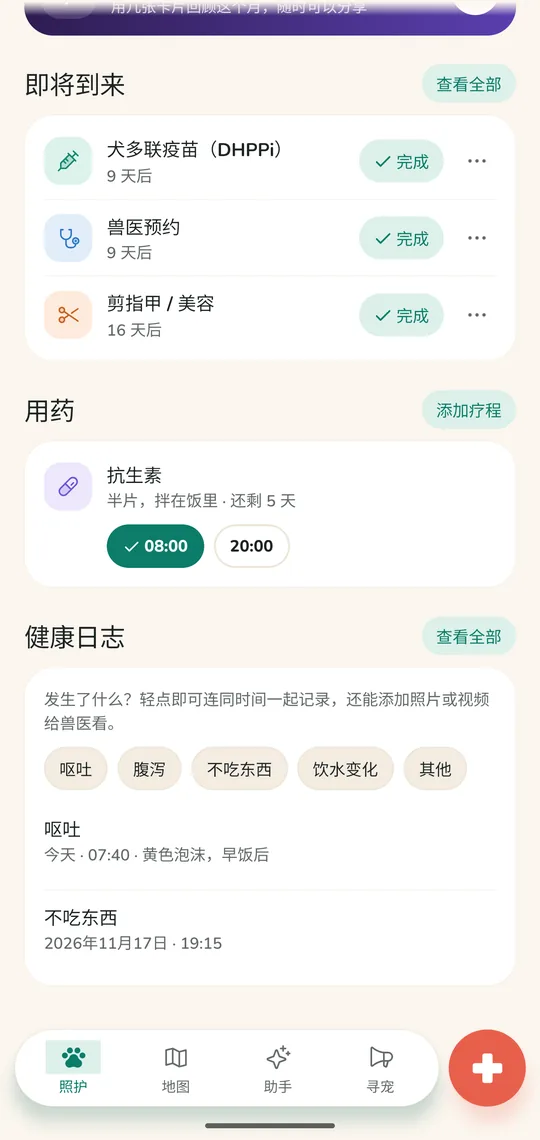 用几张卡片回顾这个月，随时可以分享
即将到来
查看全部
犬多联疫苗（DHPPi）
9 天后
完成
兽医预约
9 天后
完成
剪指甲 / 美容
16 天后
完成
用药
添加疗程
抗生素
半片，拌在饭里 · 还剩 5 天
08:00
20:00
健康日志
查看全部
发生了什么？轻点即可连同时间一起记录，还能添加照片或视频
给兽医看。
呕吐
腹泻
不吃东西
饮水变化
其他
呕吐
今天 · 07:40 · 黄色泡沫，早饭后
不吃东西
2026年11月17日 · 19:15
照护
地图
助手
寻宠